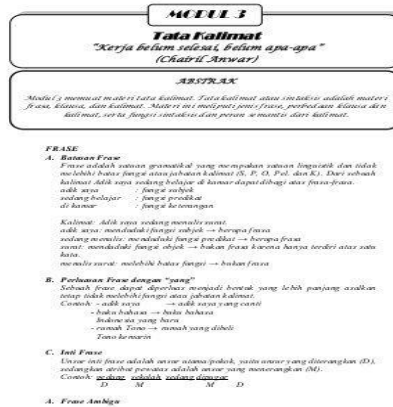 MODUL 3
Tata Kalimat
"Kerja belum selesai, belum apa-apa"
(Chairil Anwar)
ABSTRAK
Modul 3 memuat materi tata kalimat. Tata kalimat atau sintaksis adalah materi
frasa, klausa, dan kalimat. Materi ini meliputi jenis frasa, perbedaan klausa dan
kalimat, serta fungsi sintaksis dan peran semantis dari kalimat.
FRASE
A. Batasan Frase
Frase adalah satuan gramatikal yang merupakan satuan linguistik dan tidak
melebihi batas fungsi atau jabatan kalimat (S, P, O, Pel. dan K). Dari sebuah
kalimat Adik saya sedang belajar di kamar dapat dibagi atas frasa-frasa.
adik saya : fungsi subjek
sedang belajar : fungsi predikat
di kamar : fungsi keterangan
Kalimat: Adik saya sedang menulis surat.
adik saya: menduduki fungsi subjek → berupa frasa
sedang menulis: menduduki fungsi predikat → berupa frasa
surat: menduduki fungsi objek → bukan frasa karena hanya terdiri atas satu
kata.
menulis surat: melebihi batas fungsi → bukan frasa
B. Perluasan Frase dengan "yang"
Sebuah frase dapat diperluas menjadi bentuk yang lebih panjang asalkan
tetap tidak melebihi fungsi atau jabatan kalimat.
Contoh: - adik saya → adik saya yang cantik
- buku bahasa → buku bahasa
Indonesia yang baru
- rumah Tono → rumah yang dibeli
Tono kemarin
C. Inti Frase
Unsur inti frase adalah unsur utama/pokok, yaitu unsur yang diterangkan (D),
sedangkan atribut pewatas adalah unsur yang menerangkan (M).
Contoh: gedung sekolah sedang dipugar
D M M D
A. Frase Ambigu